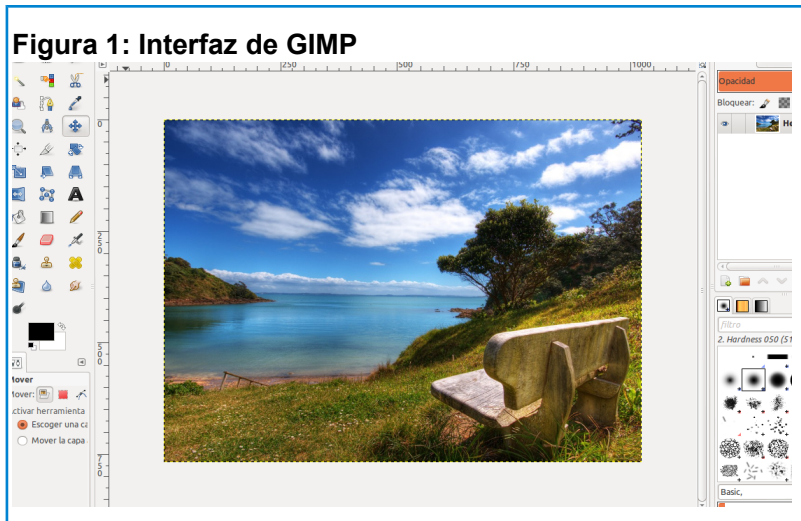 Figura 1: Interfaz de GIMP
0 250 500 750 1000
Opacidad
Bloquear:
0
250
filtro
2. Hardness 050 (51
500
Mover
Mover:
ctivar herramienta
Escoger una ca
Mover la capa
750
Basic,